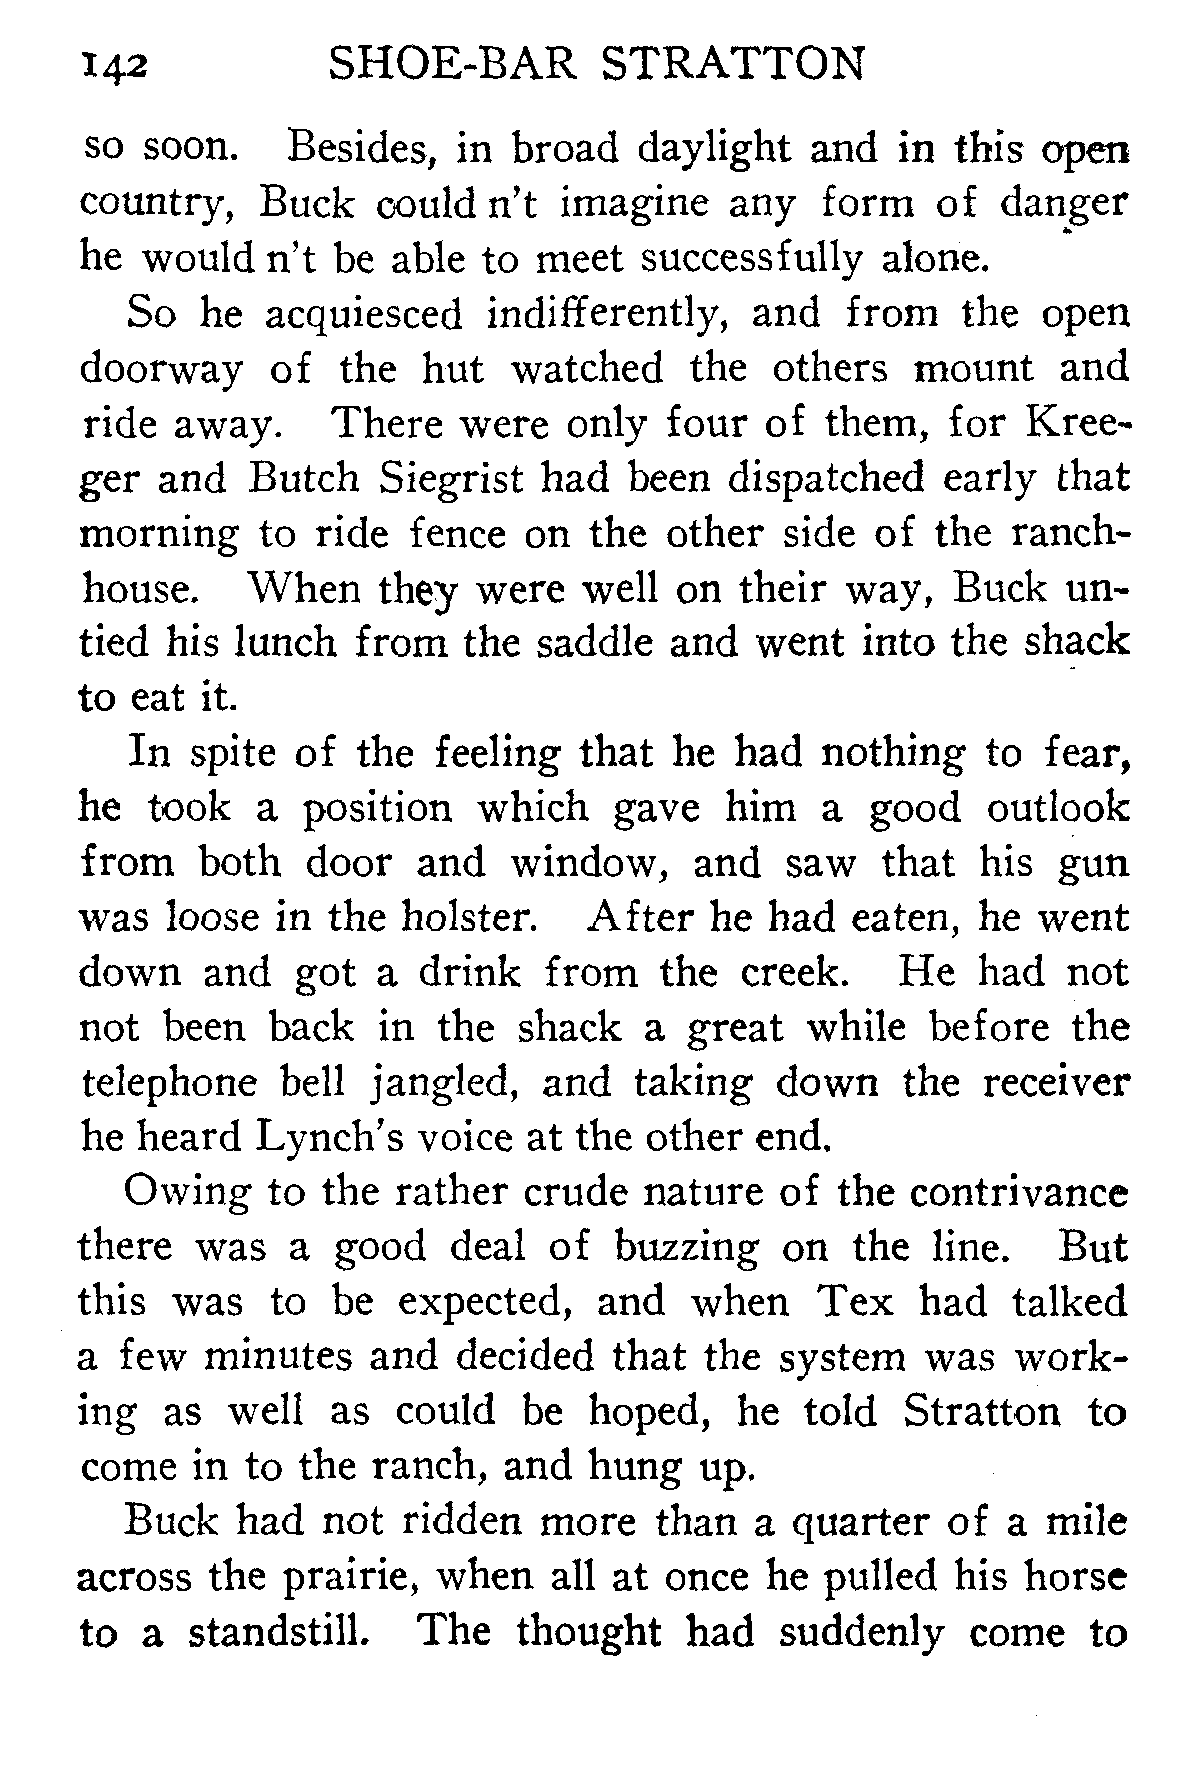 142 SHOE-BAR STRATTON
so soon. Besides, in broad daylight and in this open
country, Buck could n't imagine any form of danger
he would n't be able to meet successfully alone.
So he acquiesced indifferently, and from the open
doorway of the hut watched the others mount and
ride away. There were only four of them, for Kree-
ger and Butch Siegrist had been dispatched early that
morning to ride fence on the other side of the ranch-
house. When they were well on their way, Buck un-
tied his lunch from the saddle and went into the shack
to eat it.
In spite of the feeling that he had nothing to fear,
he took a position which gave him a good outlook
from both door and window, and saw that his gun
was loose in the holster. After he had eaten, he went
down and got a drink from the creek. He had not
not been back in the shack a great while before the
telephone bell jangled, and taking down the receiver
he heard Lynch's voice at the other end.
Owing to the rather crude nature of the contrivance
there was a good deal of buzzing on the line. But
this was to be expected, and when Tex had talked
a few minutes and decided that the system was work-
ing as well as could be hoped, he told Stratton to
come in to the ranch, and hung up.
Buck had not ridden more than a quarter of a mile
across the prairie, when all at once he pulled his horse
to a standstill. The thought had suddenly come to